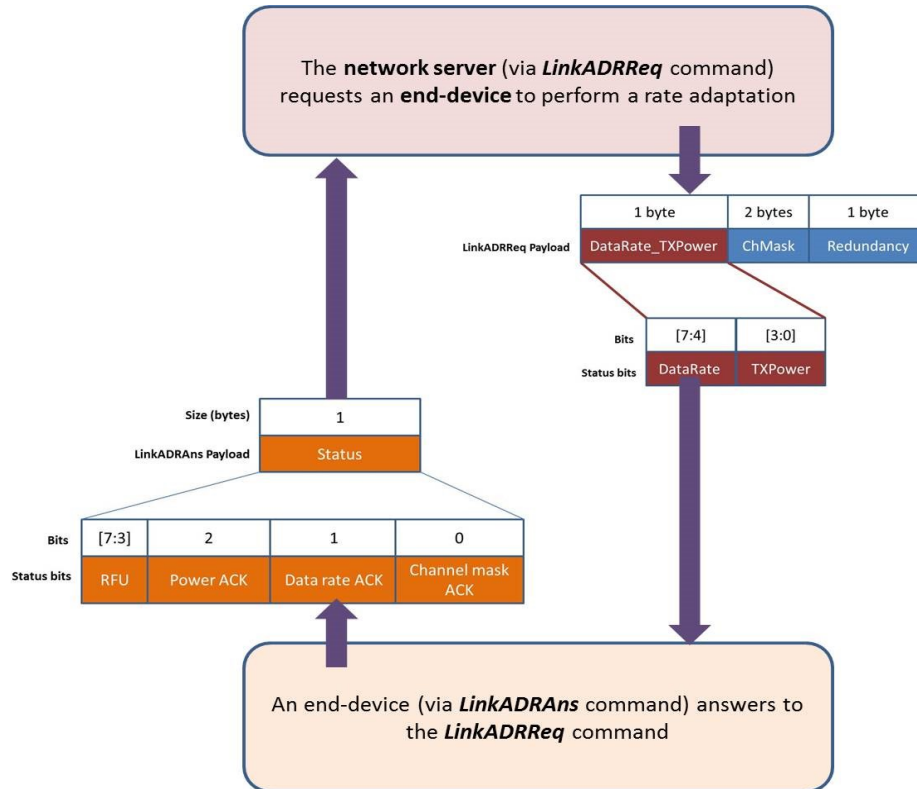 The network server (via LinkADRReq command)
requests an end-device to perform a rate adaptation
1 byte 2 bytes 1 byte
LinkADRReq Payload DataRate_TXPower ChMask Redundancy
Bits [7:4] [3:0]
Status bits DataRate TXPower
Size (bytes) 1
LinkADRAns Payload Status
Bits [7:3] 2 1 0
Status bits RFU Power ACK Data rate ACK Channel mask
ACK
An end-device (via LinkADRAns command) answers to
the LinkADRReq command